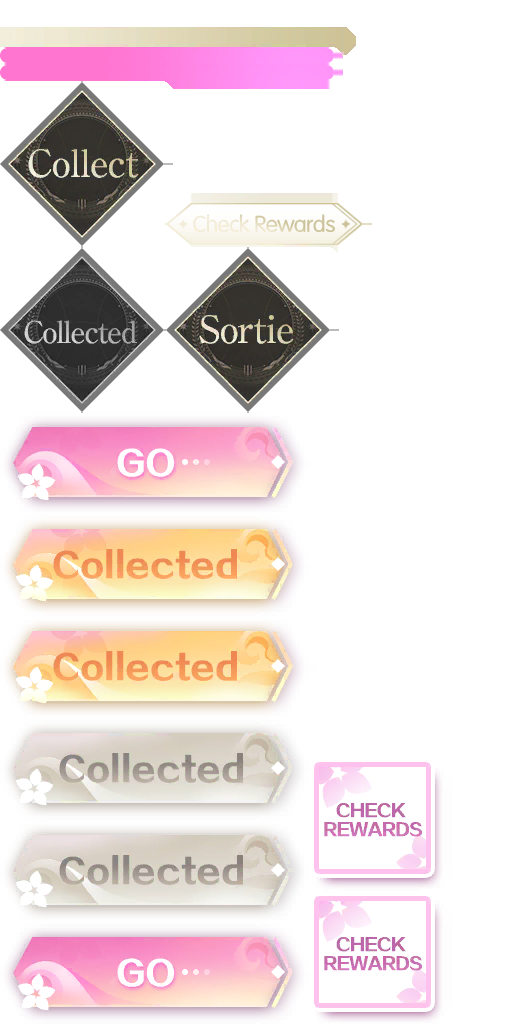 Collect
Check Rewards
Collected
Sortie
GO
Collected
Collected
Collected
CHECK
REWARDS
Collected
CHECK
REWARDS
GO